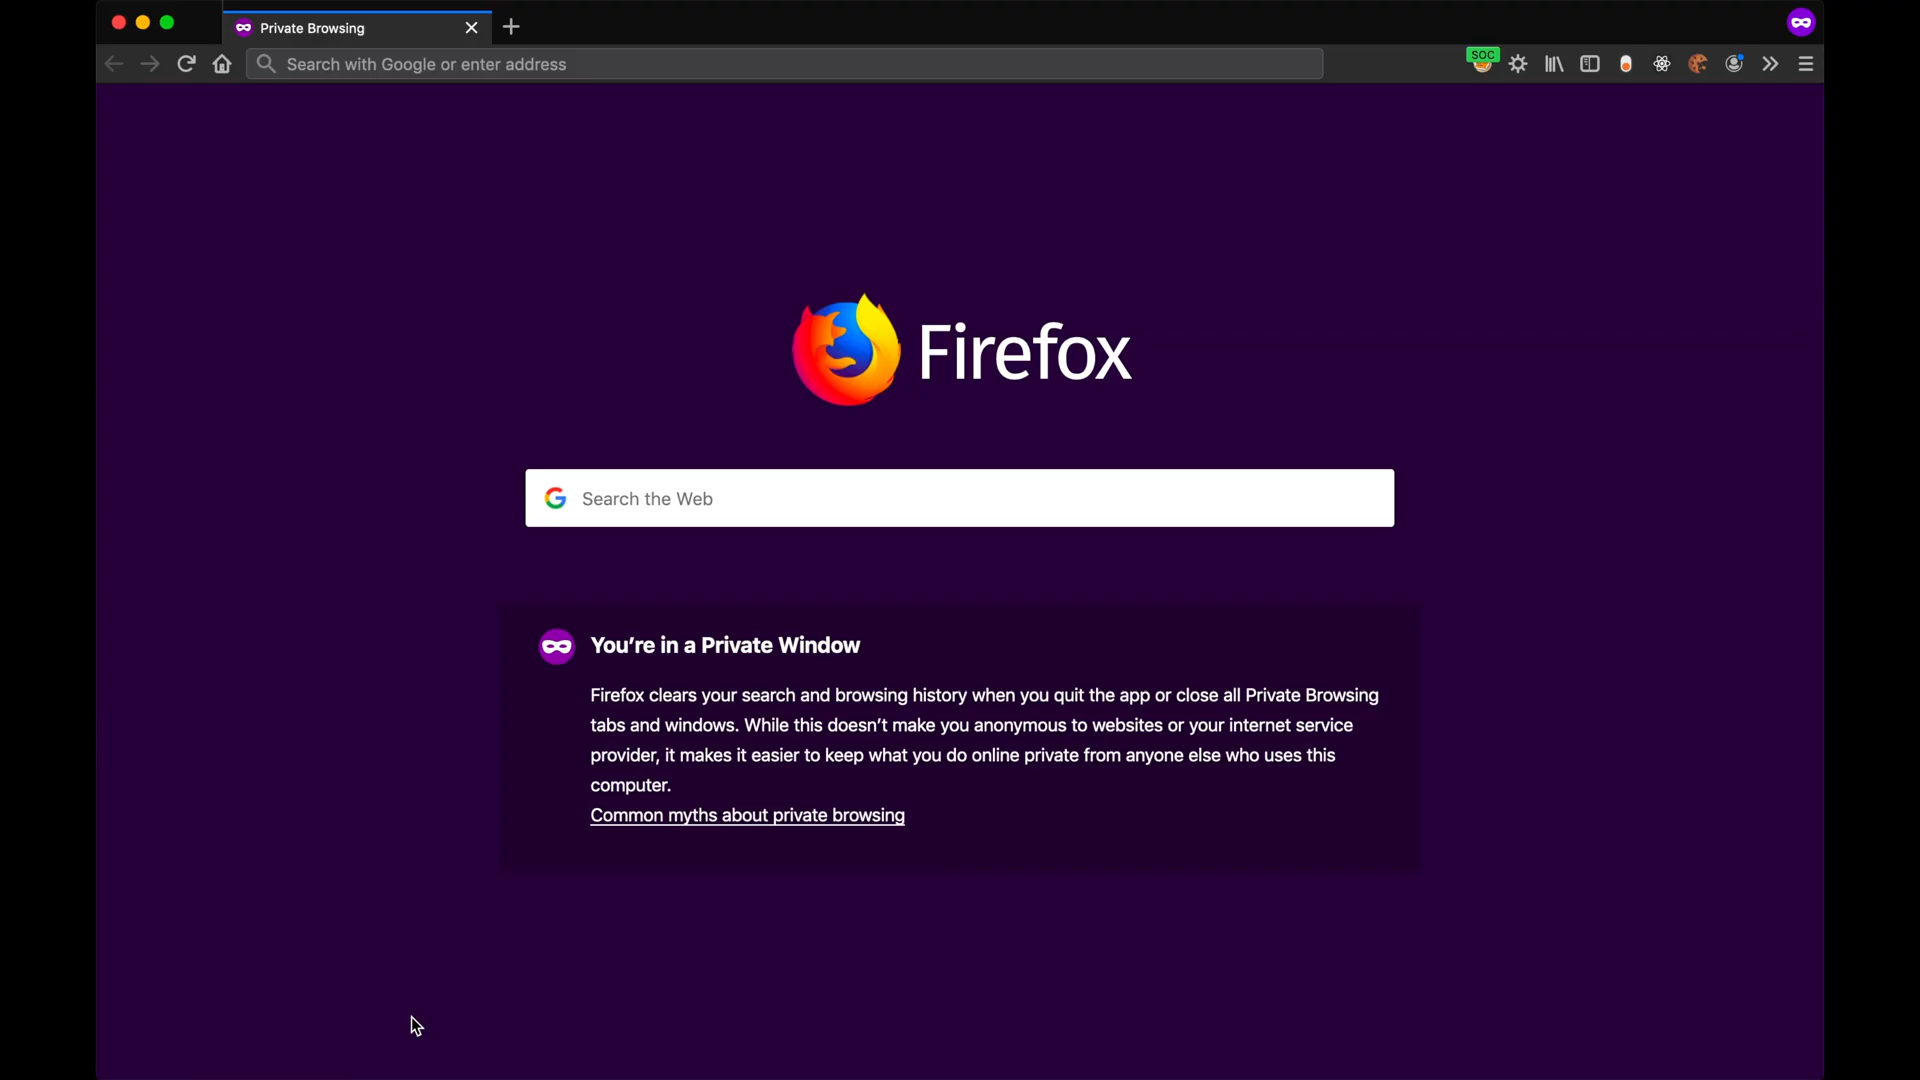 Private Browsing
Search with Google or enter address
SOC
Firefox
Search the Web
You’re in a Private Window
Firefox clears your search and browsing history when you quit the app or close all Private Browsing
tabs and windows. While this doesn’t make you anonymous to websites or your internet service
provider, it makes it easier to keep what you do online private from anyone else who uses this
computer.
Common myths about private browsing